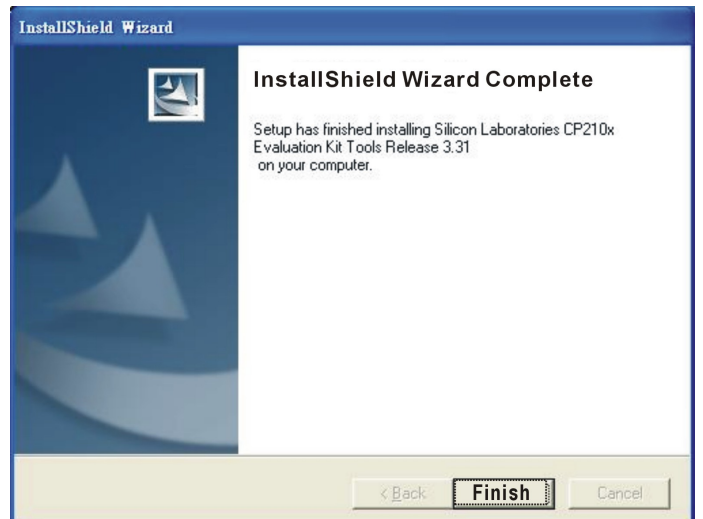 InstallShield Wizard
InstallShield Wizard Complete
Setup has finished installing Silicon Laboratories CP210x
Evaluation Kit Tools Release 3.31
on your computer.
< Back
Finish
Cancel